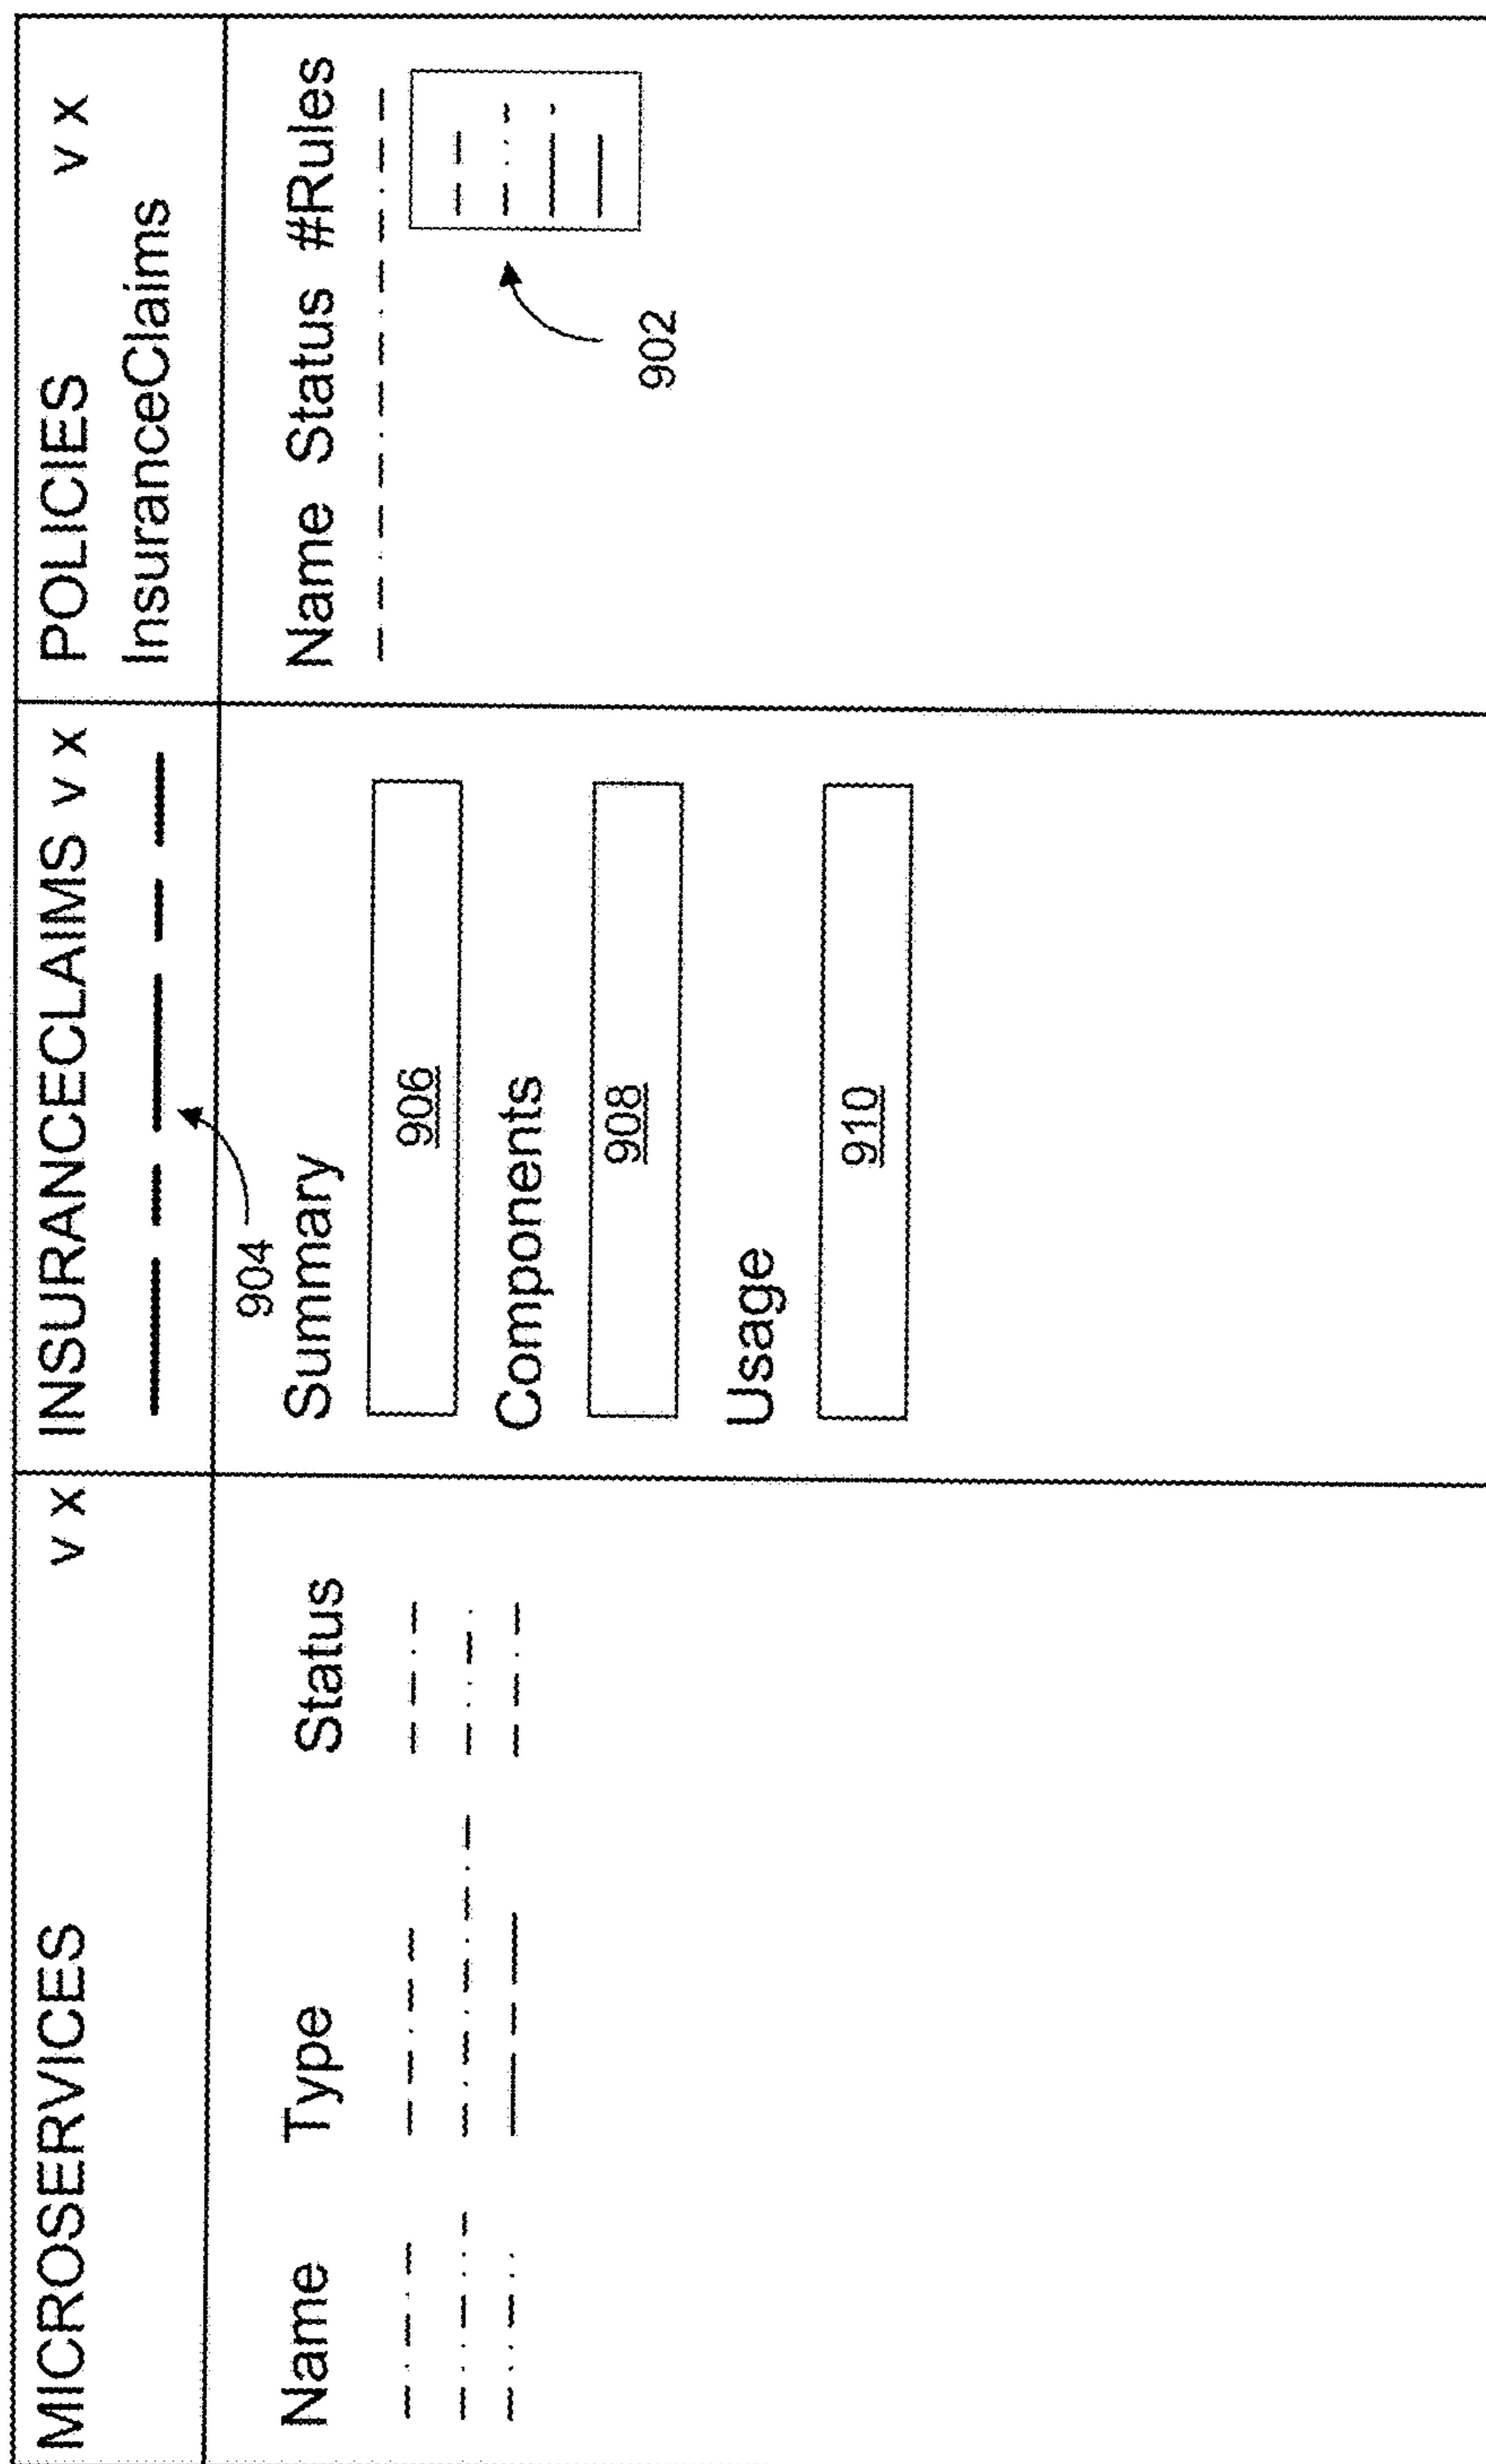 MICROSERVICES v x
Name Type Status
INSURANCECLAIMS v x
904
Summary
906
Components
908
Usage
910
POLICIES v x
InsuranceClaims
Name Status #Rules
902